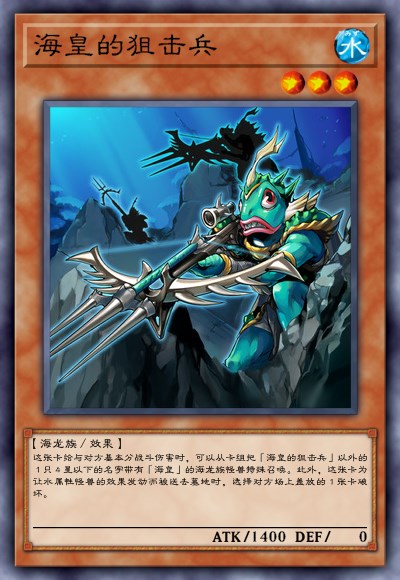 海皇的狙击兵
水
【海龙族／效果】
这张卡给与对方基本分战斗伤害时，可以从卡组把「海皇的狙击兵」以外的
1只4星以下的名字带有「海皇」的海龙族怪兽特殊召唤。此外，这张卡为
让水属性怪兽的效果发动而被送去墓地时，选择对方场上盖放的1张卡破
坏。
ATK/1400 DEF/ 0